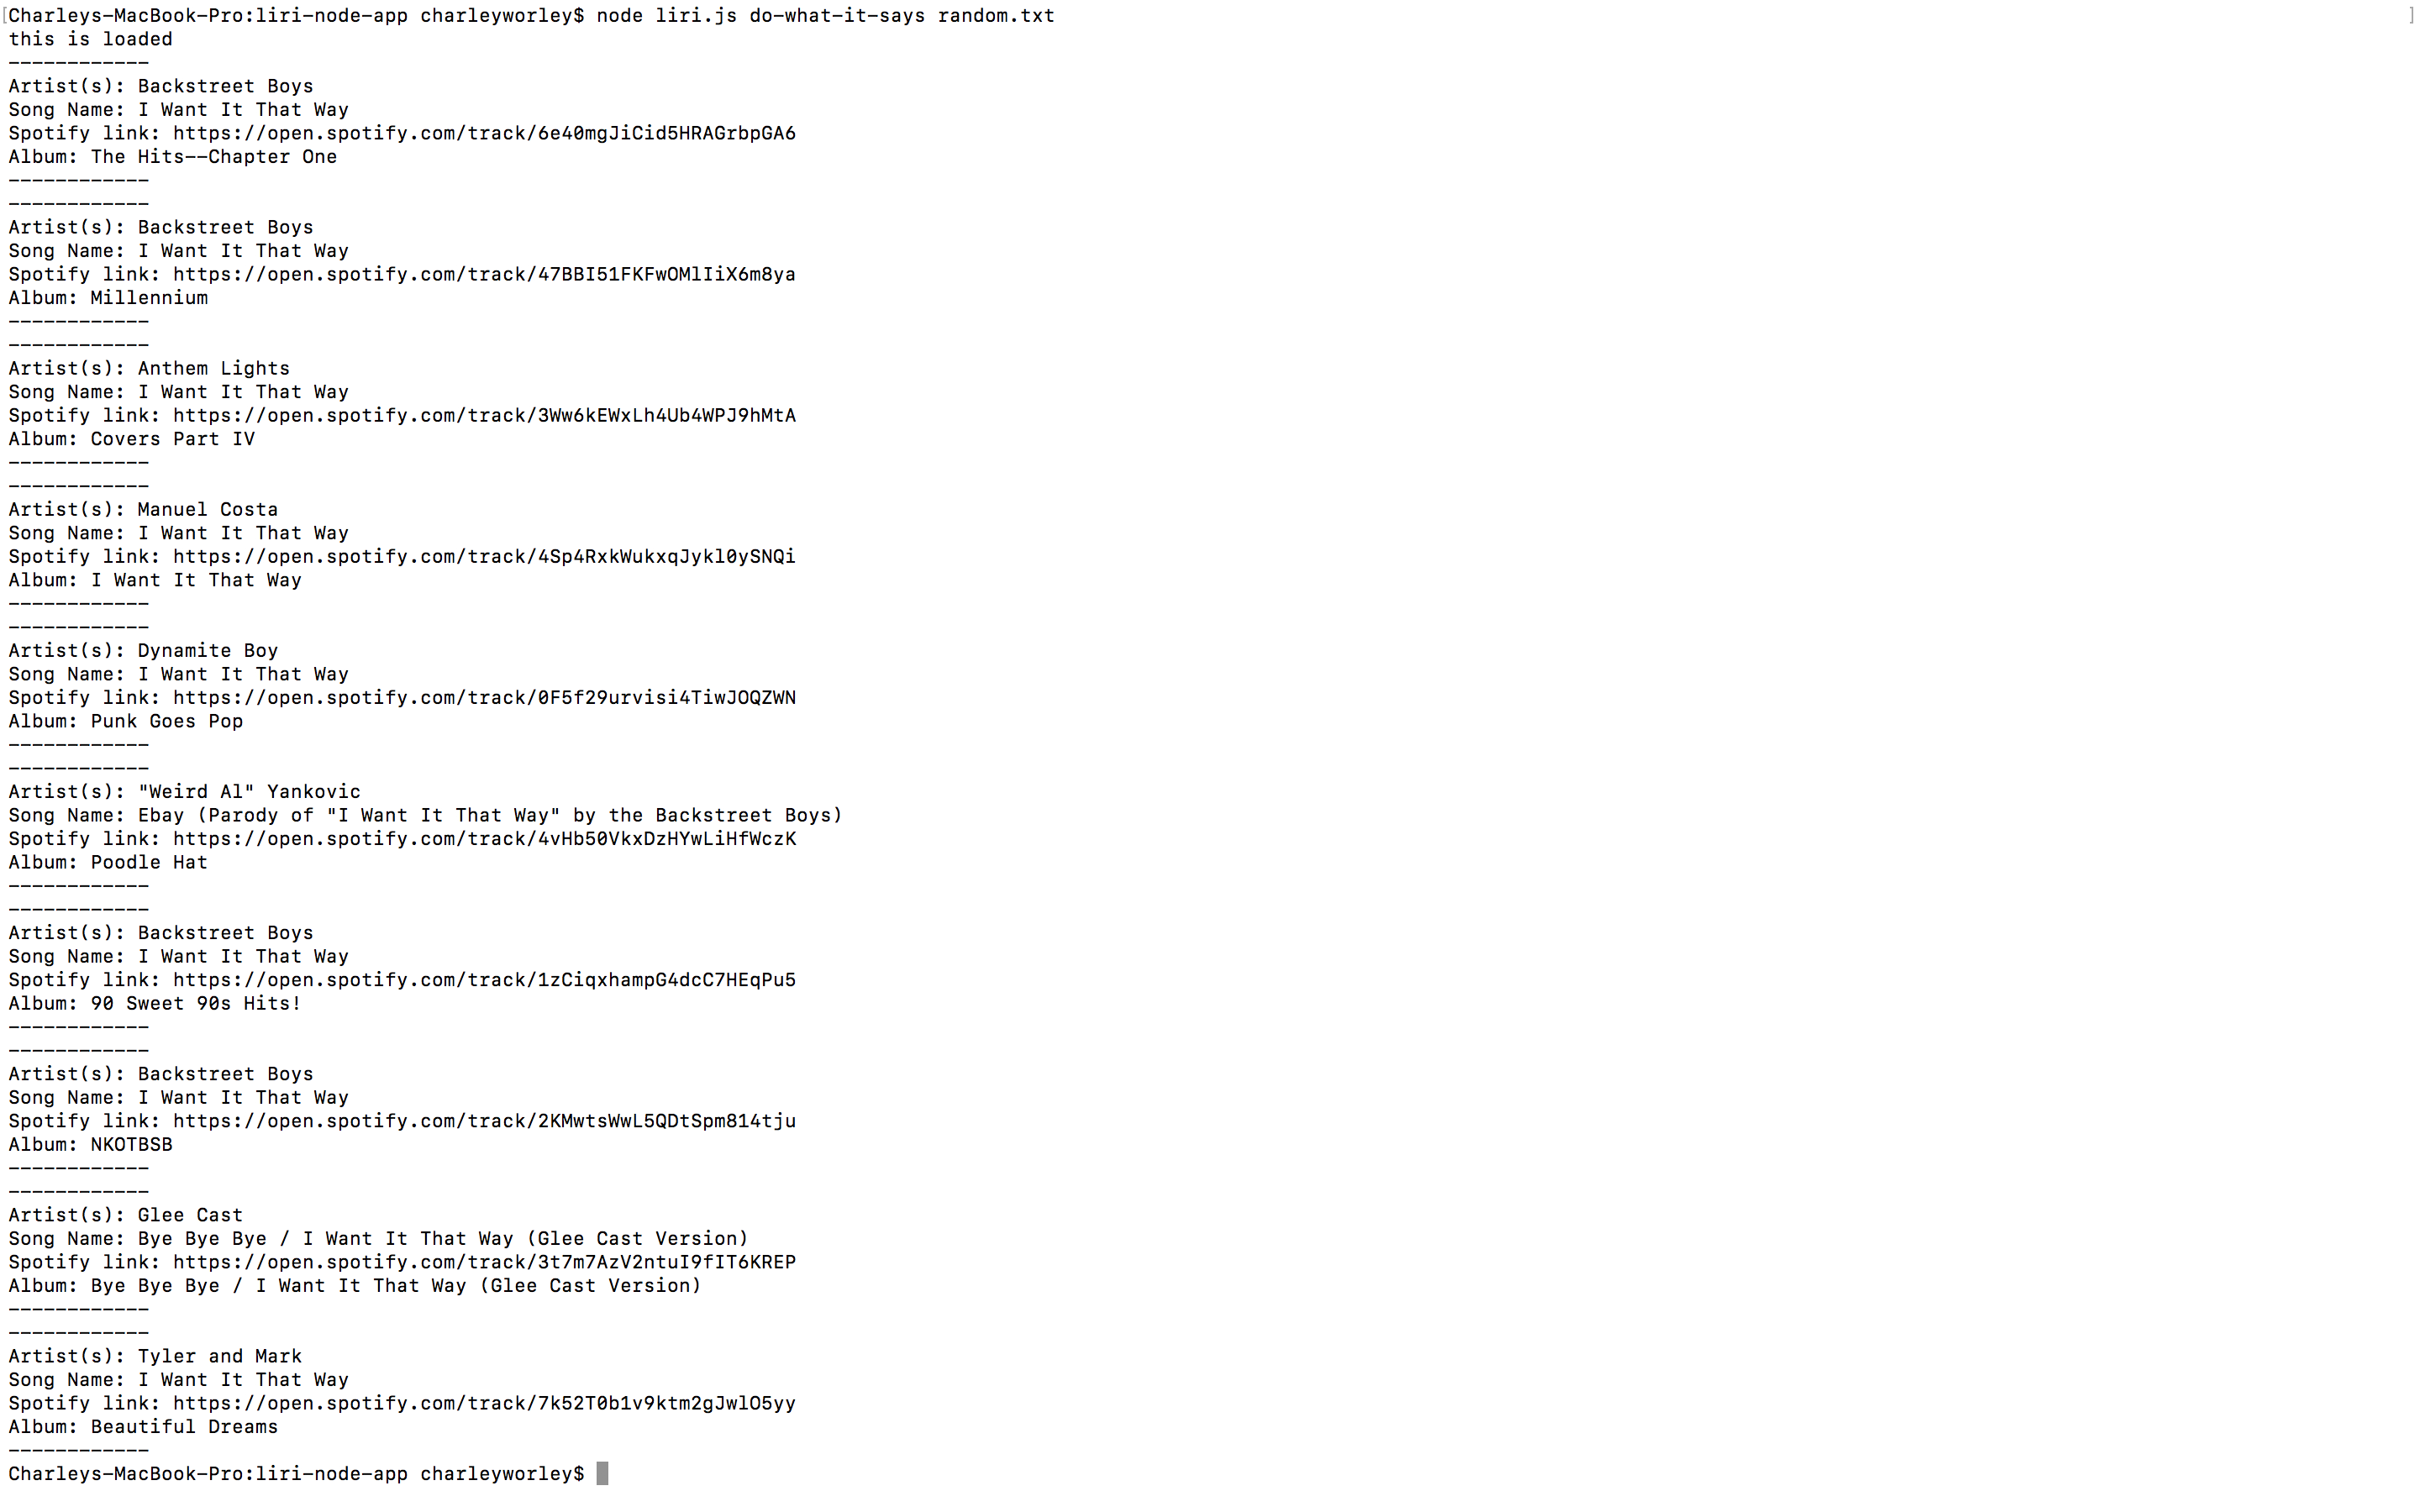 [Charleys-MacBook-Pro:liri-node-app charleyworley$ node liri.js do-what-it-says random.txt ]
this is loaded
------------
Artist(s): Backstreet Boys
Song Name: I Want It That Way
Spotify link: https://open.spotify.com/track/6e40mgJiCid5HRAGrbpGA6
Album: The Hits--Chapter One
------------
------------
Artist(s): Backstreet Boys
Song Name: I Want It That Way
Spotify link: https://open.spotify.com/track/47BBI51FKFwOMlIiX6m8ya
Album: Millennium
------------
------------
Artist(s): Anthem Lights
Song Name: I Want It That Way
Spotify link: https://open.spotify.com/track/3Ww6kEWxLh4Ub4WPJ9hMtA
Album: Covers Part IV
------------
------------
Artist(s): Manuel Costa
Song Name: I Want It That Way
Spotify link: https://open.spotify.com/track/4Sp4RxkWukxqJykl0ySNQi
Album: I Want It That Way
------------
------------
Artist(s): Dynamite Boy
Song Name: I Want It That Way
Spotify link: https://open.spotify.com/track/0F5f29urvisi4TiwJOQZWN
Album: Punk Goes Pop
------------
------------
Artist(s): "Weird Al" Yankovic
Song Name: Ebay (Parody of "I Want It That Way" by the Backstreet Boys)
Spotify link: https://open.spotify.com/track/4vHb50VkxDzHYwLiHfWczK
Album: Poodle Hat
------------
------------
Artist(s): Backstreet Boys
Song Name: I Want It That Way
Spotify link: https://open.spotify.com/track/1zCiqxhampG4dcC7HEqPu5
Album: 90 Sweet 90s Hits!
------------
------------
Artist(s): Backstreet Boys
Song Name: I Want It That Way
Spotify link: https://open.spotify.com/track/2KMwtsWwL5QDtSpm814tju
Album: NKOTBSB
------------
------------
Artist(s): Glee Cast
Song Name: Bye Bye Bye / I Want It That Way (Glee Cast Version)
Spotify link: https://open.spotify.com/track/3t7m7AzV2ntuI9fIT6KREP
Album: Bye Bye Bye / I Want It That Way (Glee Cast Version)
------------
------------
Artist(s): Tyler and Mark
Song Name: I Want It That Way
Spotify link: https://open.spotify.com/track/7k52T0b1v9ktm2gJwlO5yy
Album: Beautiful Dreams
------------
Charleys-MacBook-Pro:liri-node-app charleyworley$